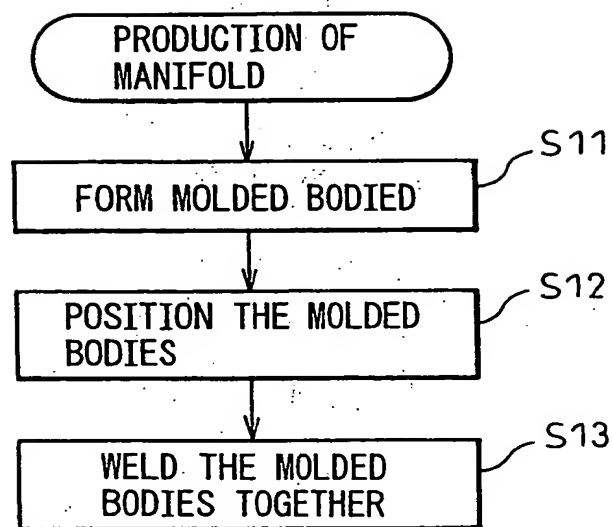 PRODUCTION OF
MANIFOLD
S11
FORM MOLDED BODIED
S12
POSITION THE MOLDED
BODIES
S13
WELD THE MOLDED
BODIES TOGETHER